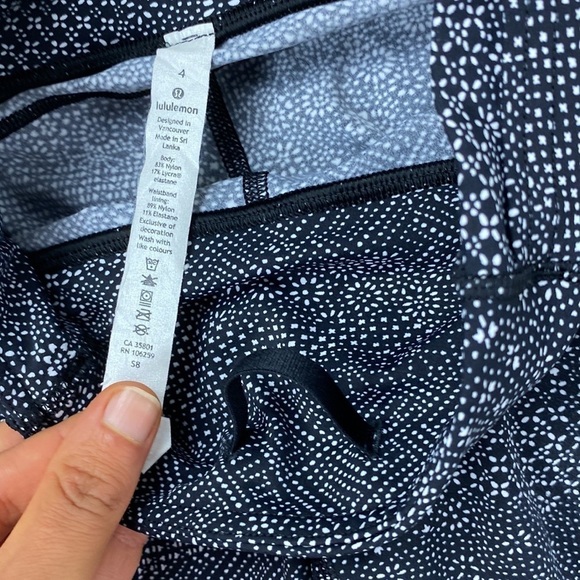 4
lululemon
Designed in
Vancouver
Made in Sri
Lanka
Body:
83% Nylon
17% Lycra®
elastane
Waistband
lining:
89% Nylon
11% Elastane
Exclusive of
decoration
Wash with
like colours
CA 35801
RN 106259
S8